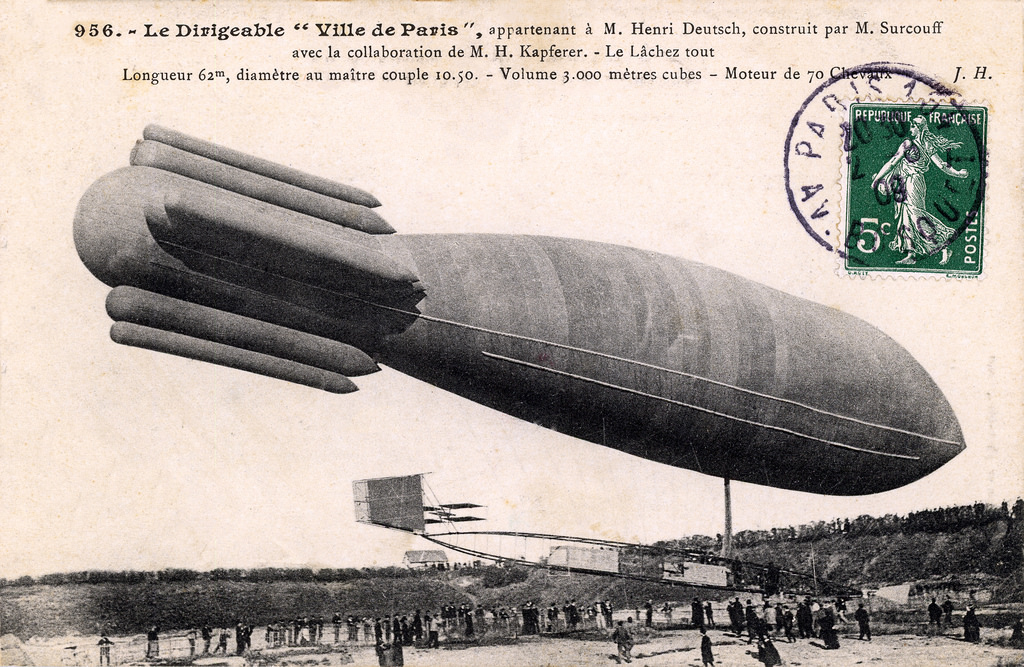 956. - Le Dirigeable “ Ville de Paris ”, appartenant à M. Henri Deutsch, construit par M. Surcouff
avec la collaboration de M. H. Kapferer. - Le Lâchez tout
Longueur 62m, diamètre au maître couple 10.50. - Volume 3.000 mètres cubes – Moteur de 70 Chevaux
J. H.
REPUBLIQUE FRANÇAISE
5c
POSTES
PARIS
08